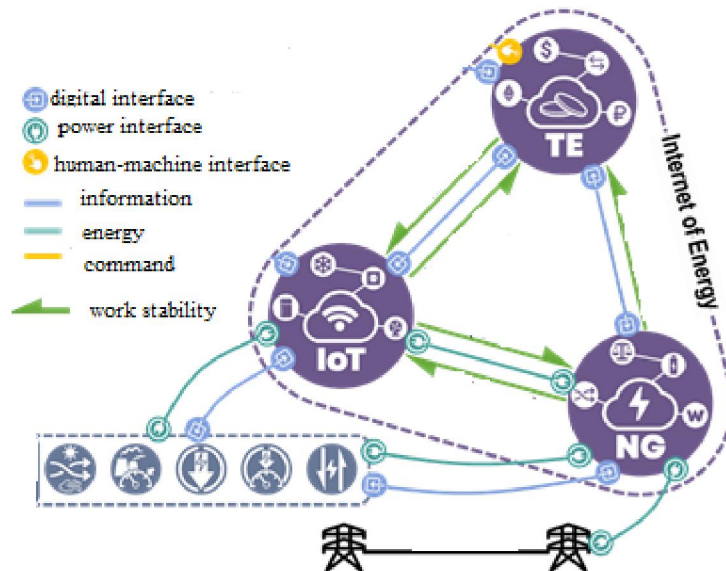 TE
digital interface
power interface
human-machine interface
information
energy
command
work stability
Internet of Energy
IoT
NG
$
₽
W